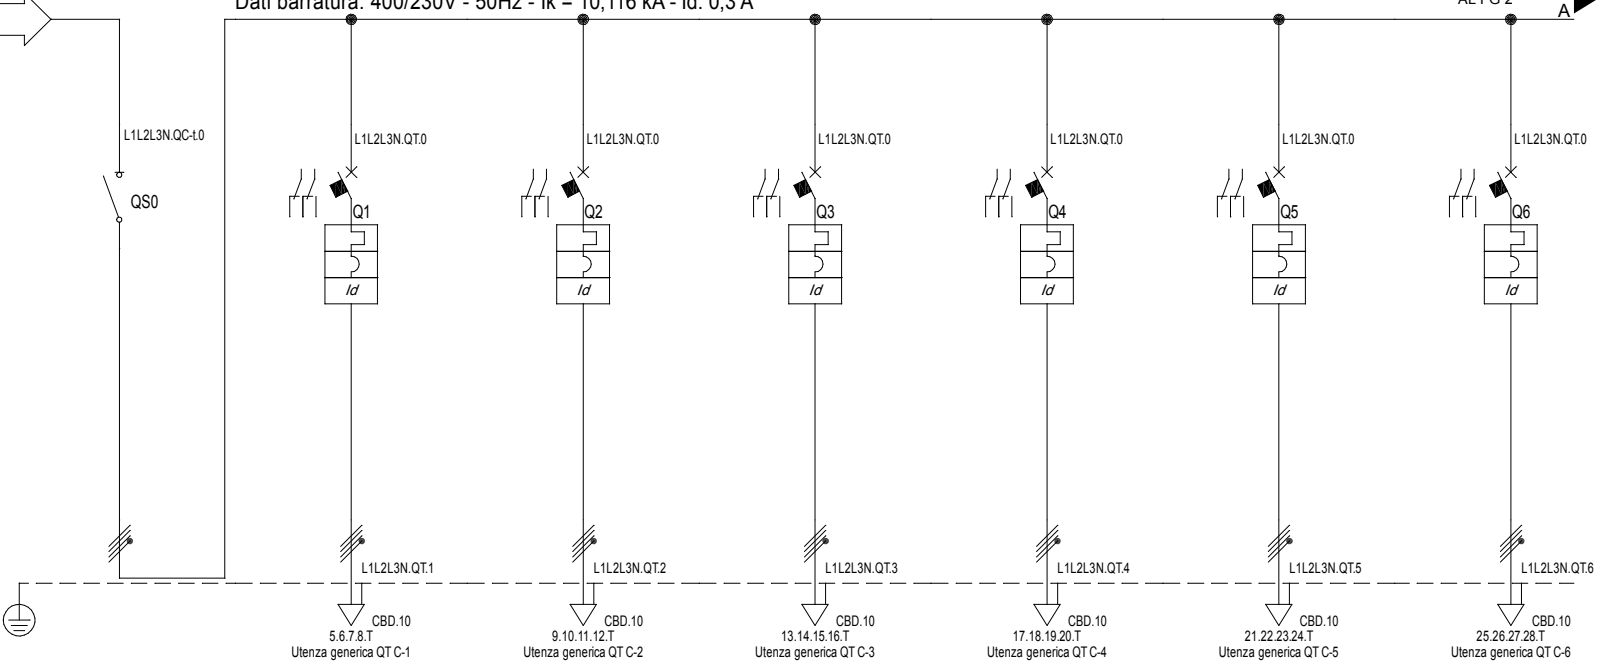 Dati barratura: 400/230V - 50Hz - Ik = 10,116 kA - Id: 0,3 A
AL FG 2
A
L1L2L3N.QC-t.0
L1L2L3N.QT.0
L1L2L3N.QT.0
L1L2L3N.QT.0
L1L2L3N.QT.0
L1L2L3N.QT.0
L1L2L3N.QT.0
QS0
Q1
Q2
Q3
Q4
Q5
Q6
Id
Id
Id
Id
Id
Id
L1L2L3N.QT.1
L1L2L3N.QT.2
L1L2L3N.QT.3
L1L2L3N.QT.4
L1L2L3N.QT.5
L1L2L3N.QT.6
CBD.10
CBD.10
CBD.10
CBD.10
CBD.10
CBD.10
5.6.7.8.T
9.10.11.12.T
13.14.15.16.T
17.18.19.20.T
21.22.23.24.T
25.26.27.28.T
Utenza generica QT C-1
Utenza generica QT C-2
Utenza generica QT C-3
Utenza generica QT C-4
Utenza generica QT C-5
Utenza generica QT C-6